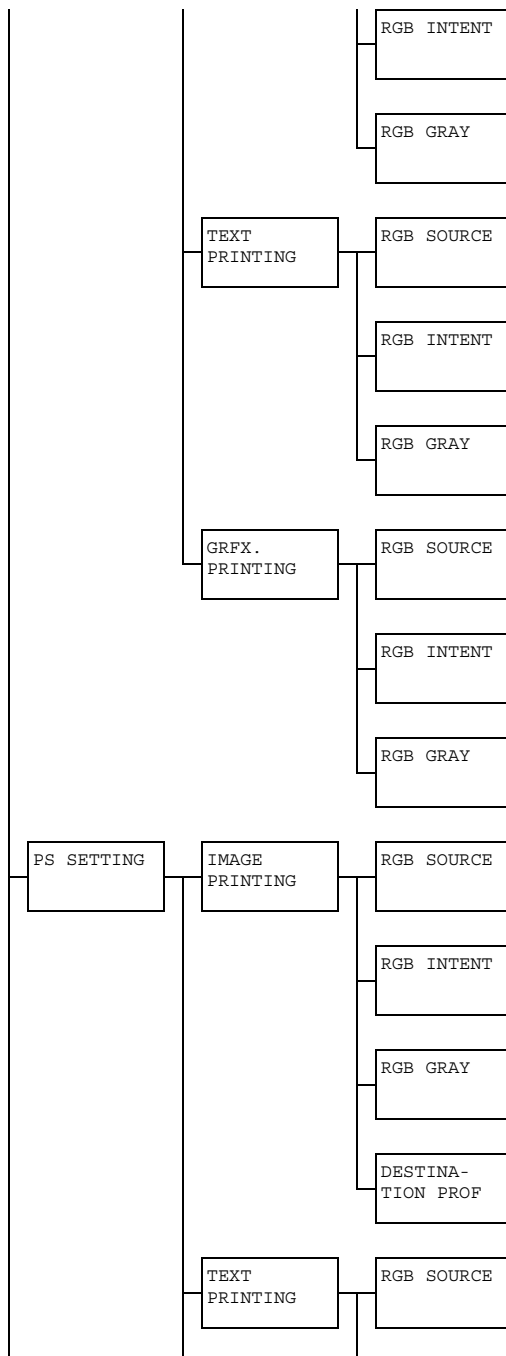 RGB INTENT
RGB GRAY
TEXT
PRINTING
RGB SOURCE
RGB INTENT
RGB GRAY
GRFX.
PRINTING
RGB SOURCE
RGB INTENT
RGB GRAY
PS SETTING
IMAGE
PRINTING
RGB SOURCE
RGB INTENT
RGB GRAY
DESTINA-
TION PROF
TEXT
PRINTING
RGB SOURCE